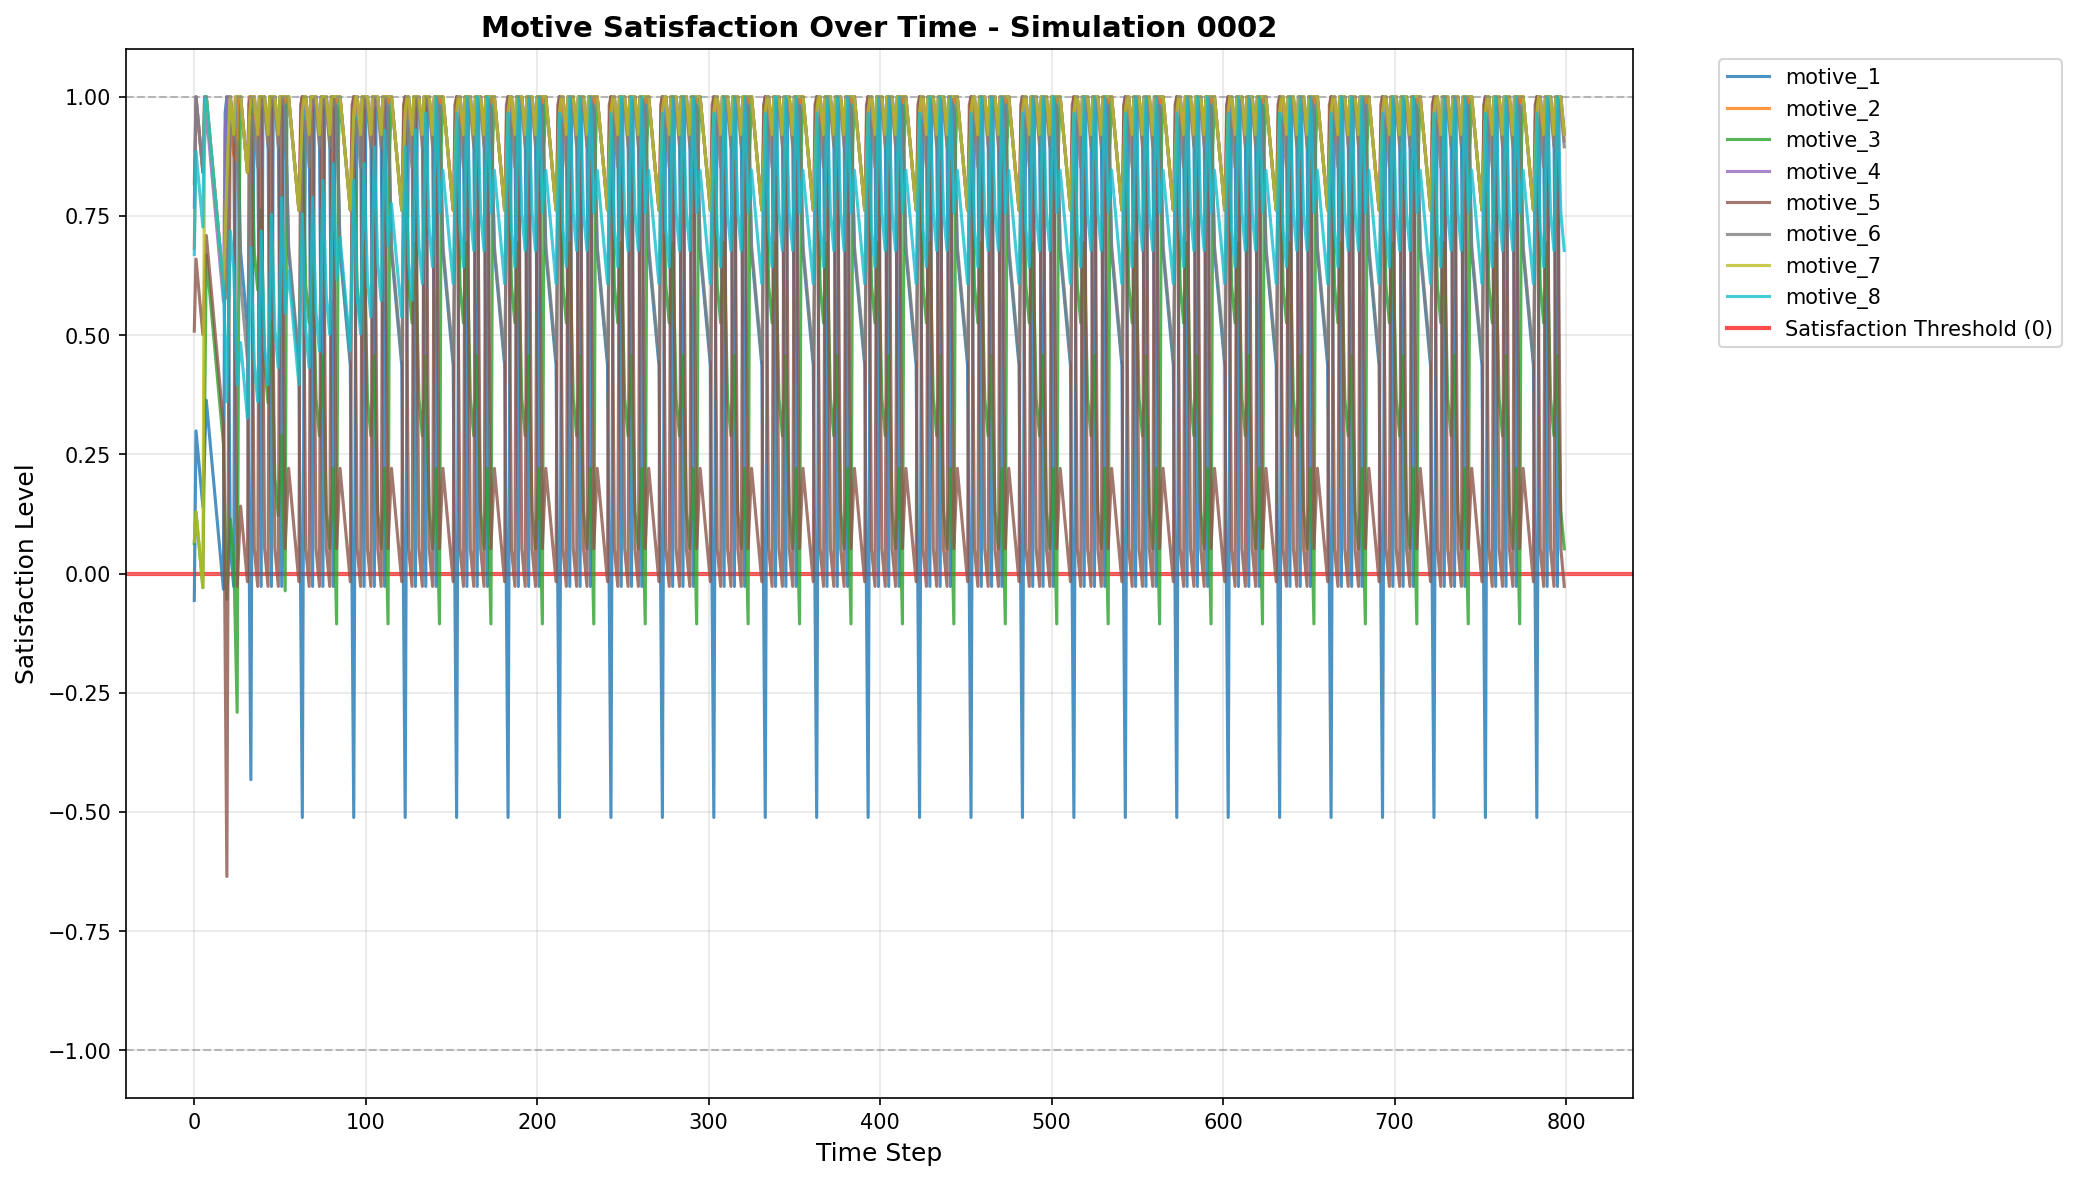 Motive Satisfaction Over Time - Simulation 0002
Satisfaction Level
1.00
0.75
0.50
0.25
0.00
−0.25
−0.50
−0.75
−1.00
0 100 200 300 400 500 600 700 800
Time Step
motive_1
motive_2
motive_3
motive_4
motive_5
motive_6
motive_7
motive_8
Satisfaction Threshold (0)